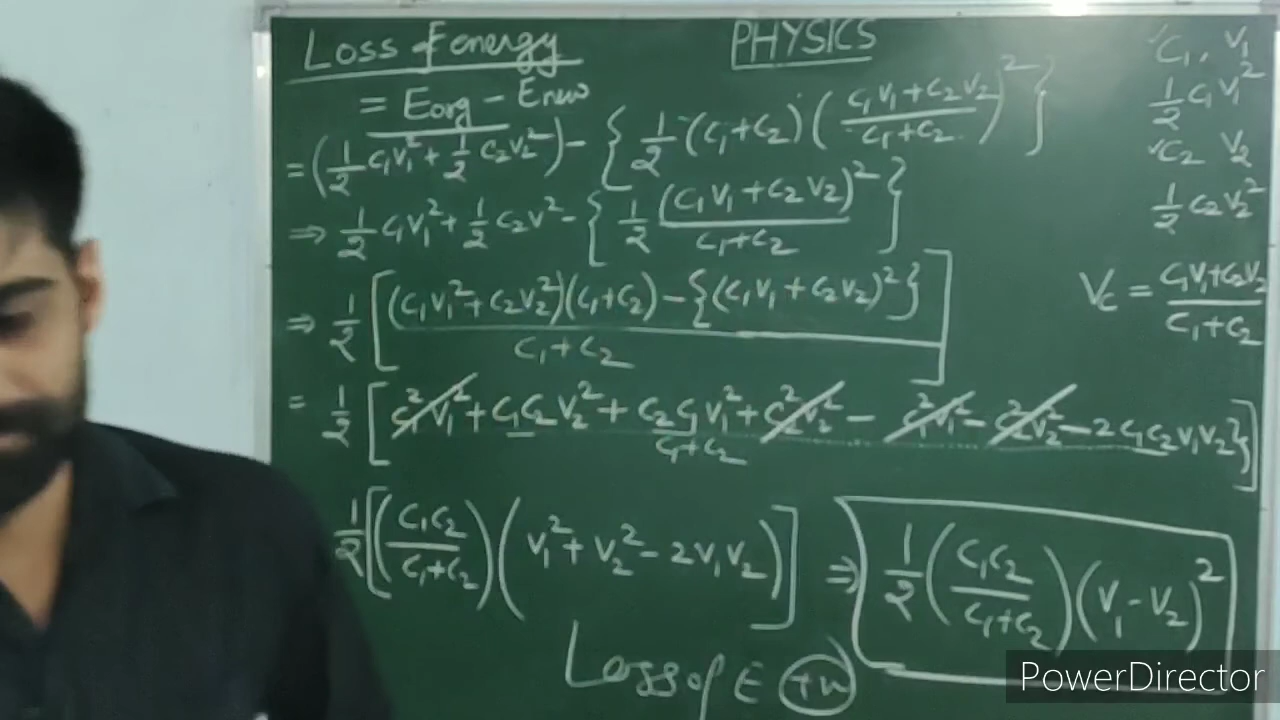 Loss of energy
PHYSICS
= Eorg - Enew
= (1/2 C₁V₁² + 1/2 C₂V₂²) - { 1/2 (C₁+C₂) ( (C₁V₁+C₂V₂)/(C₁+C₂) )² }
⇒ 1/2 C₁V₁² + 1/2 C₂V² - { 1/2 (C₁V₁ + C₂V₂)²/(C₁+C₂) }
⇒ 1/2 [ ((C₁V₁² + C₂V₂²)(C₁+C₂) - {(C₁V₁ + C₂V₂)²})/(C₁+C₂) ]
= 1/2 [ (C₁²V₁² + C₁C₂V₂² + C₂C₁V₁² + C₂²V₂² - C₁²V₁² - C₂²V₂² - 2C₁C₂V₁V₂})/(C₁+C₂) ]
1/2 [ (C₁C₂/(C₁+C₂)) (V₁² + V₂² - 2V₁V₂) ] ⇒ 1/2 (C₁C₂/(C₁+C₂)) (V₁ - V₂)²
Loss of E +ve
✓C₁, V₁
1/2 C₁V₁²
✓C₂ V₂
1/2 C₂V₂²
Vc = (C₁V₁+C₂V₂)/(C₁+C₂)
PowerDirector